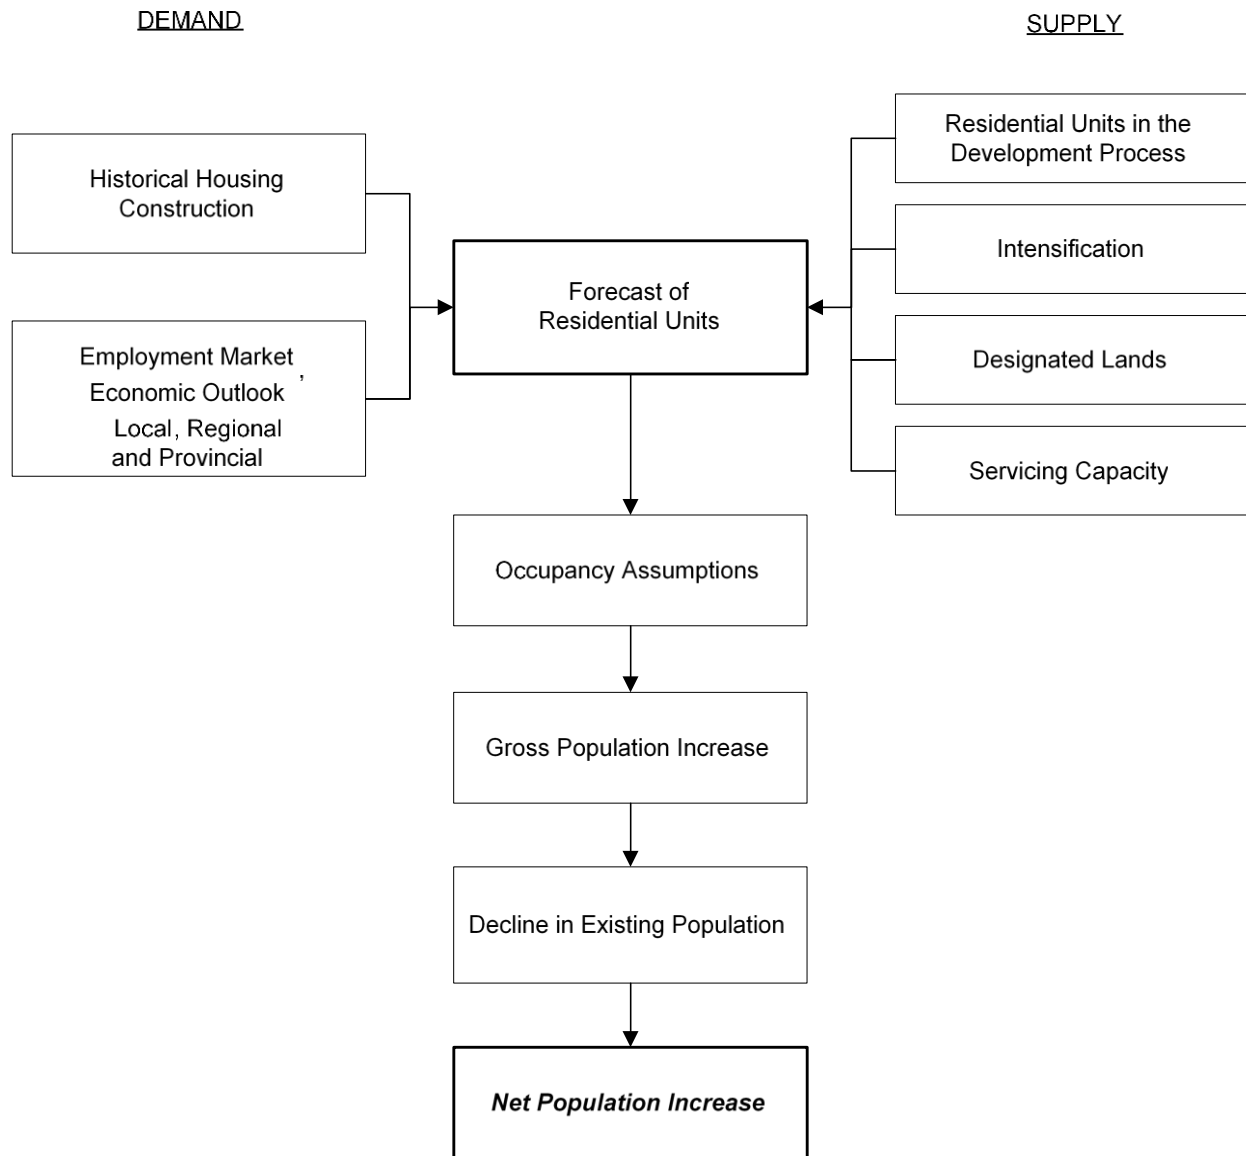 DEMAND
SUPPLY
Historical Housing
Construction
Employment Market ,
Economic Outlook
Local, Regional
and Provincial
Forecast of
Residential Units
Residential Units in the
Development Process
Intensification
Designated Lands
Servicing Capacity
Occupancy Assumptions
Gross Population Increase
Decline in Existing Population
Net Population Increase